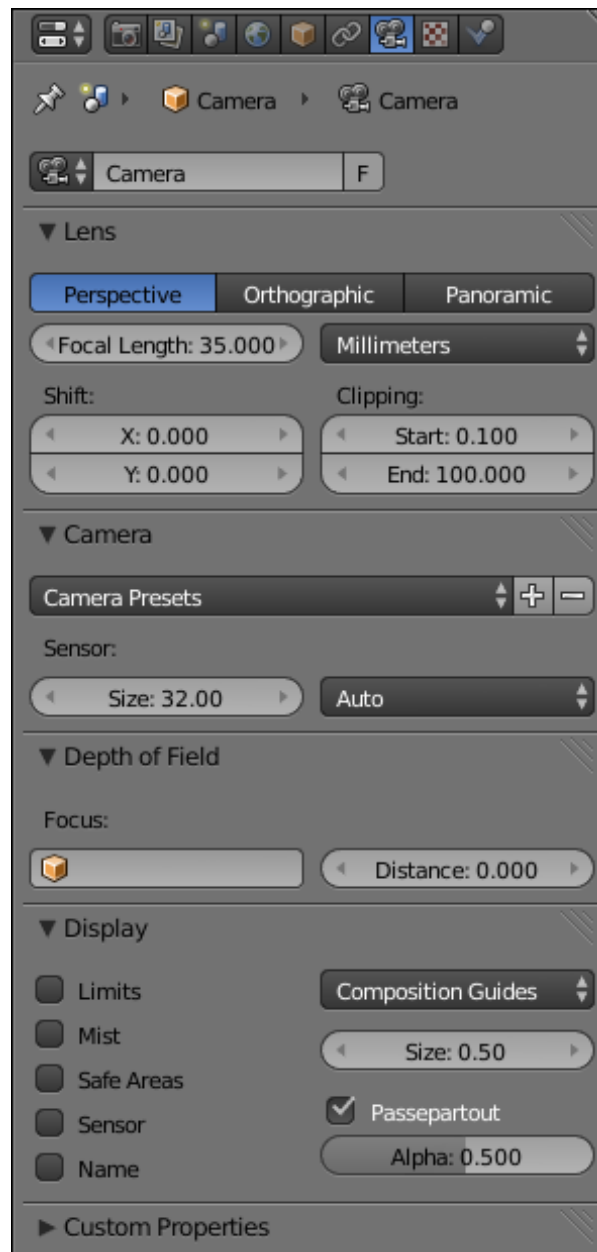 Camera Camera
Camera F
Lens
Perspective Orthographic Panoramic
Focal Length: 35.000 Millimeters
Shift: Clipping:
X: 0.000 Start: 0.100
Y: 0.000 End: 100.000
Camera
Camera Presets
Sensor:
Size: 32.00 Auto
Depth of Field
Focus:
Distance: 0.000
Display
Limits Composition Guides
Mist Size: 0.50
Safe Areas
Sensor Passepartout
Name Alpha: 0.500
Custom Properties